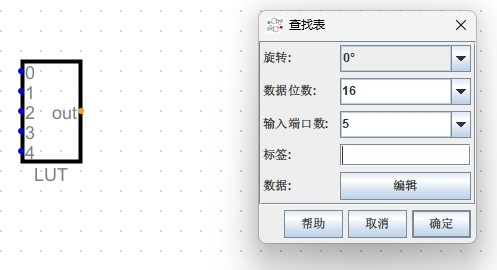 0
1
2 out
3
4
LUT
查找表
旋转: 0°
数据位数: 16
输入端口数: 5
标签:
数据: 编辑
帮助 取消 确定